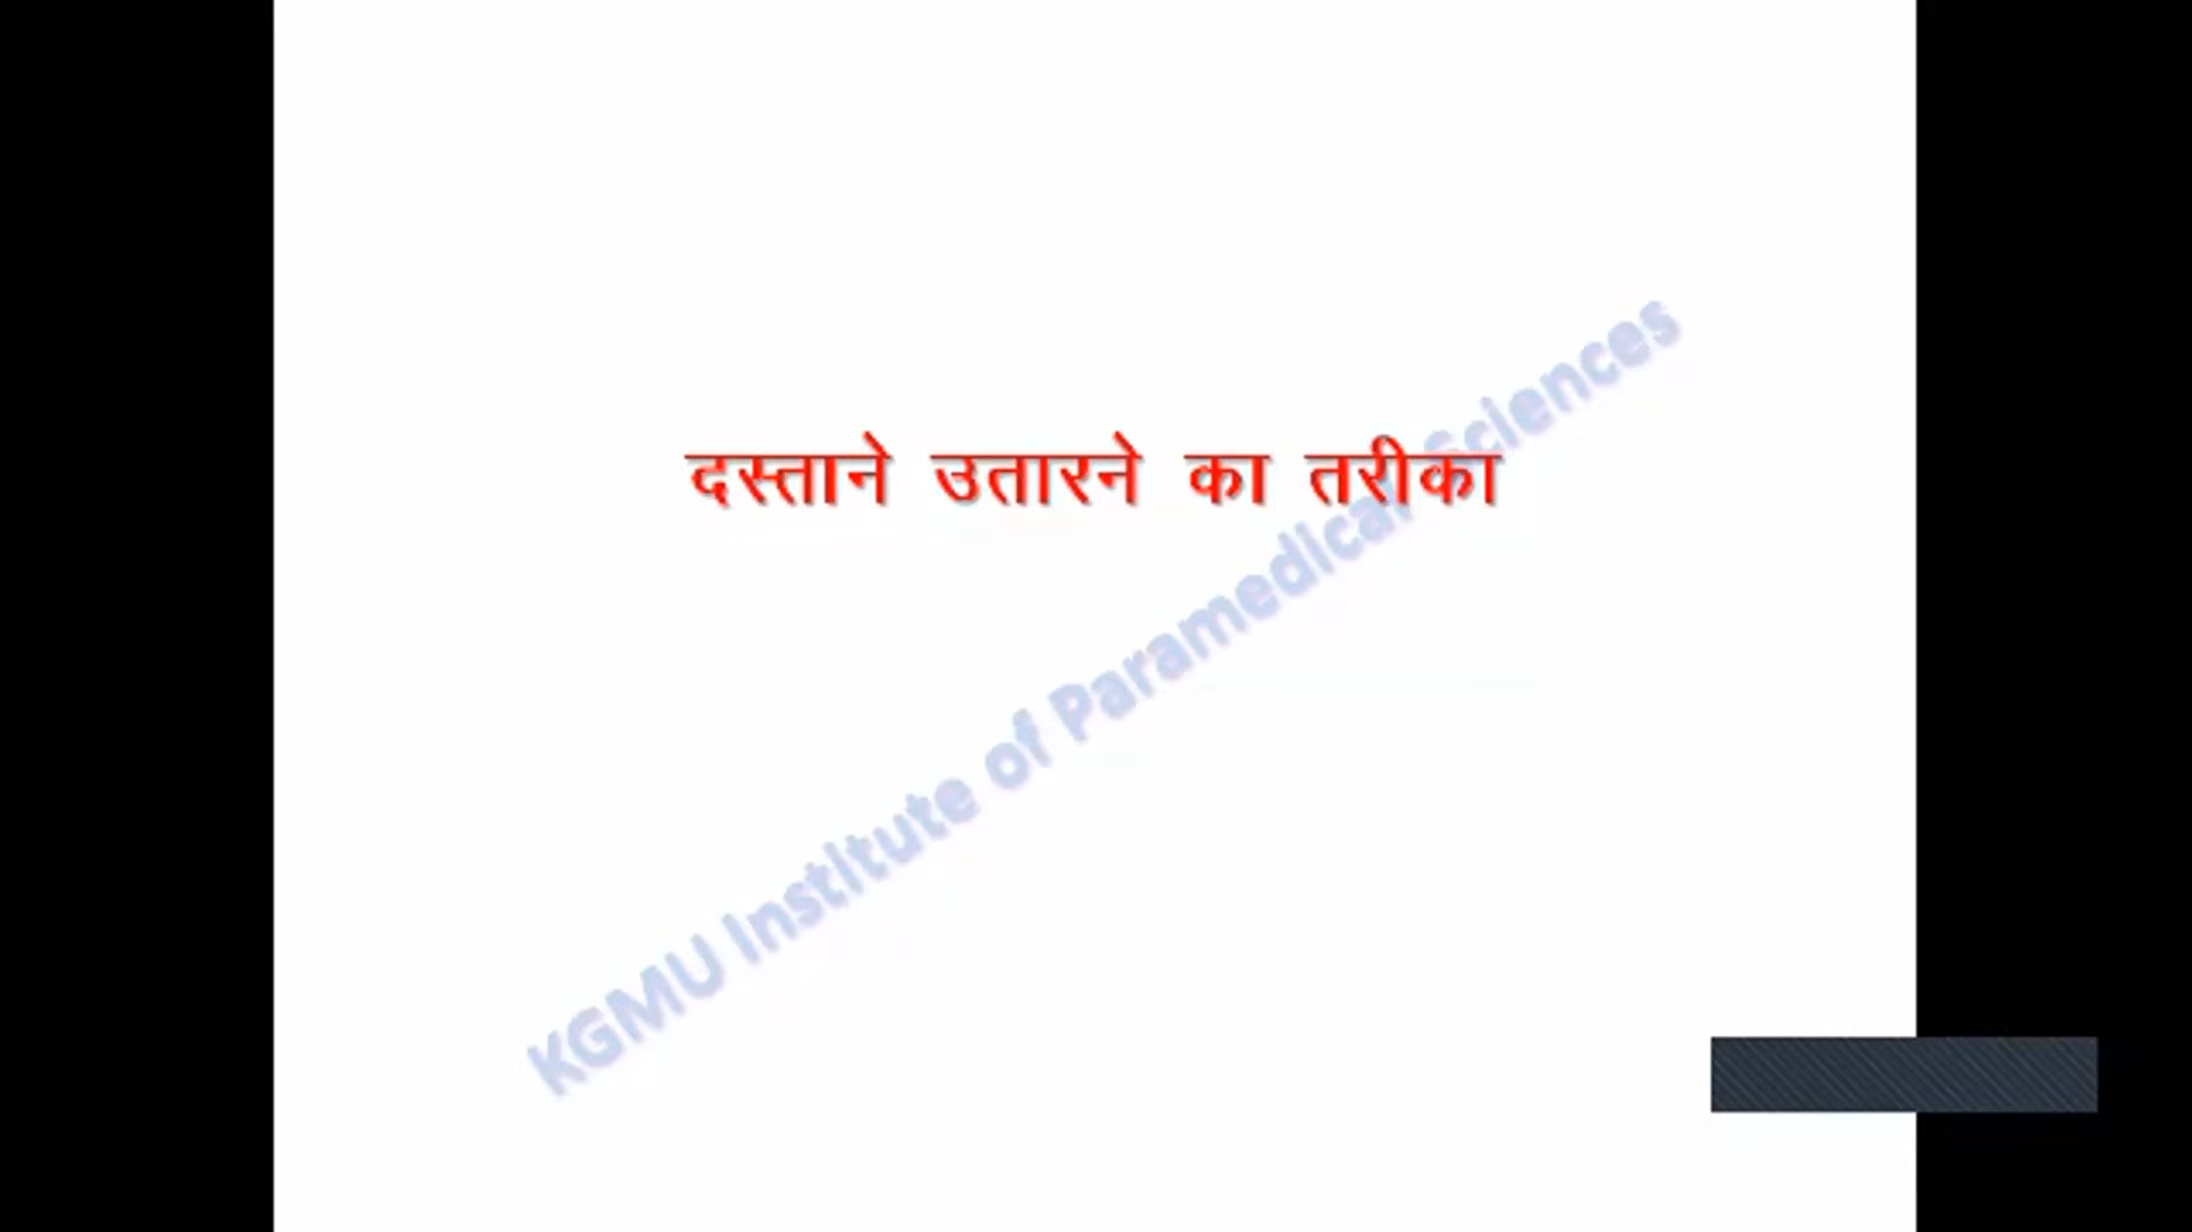 दस्ताने उतारने का तरीका
KGMU Institute of Paramedical Sciences